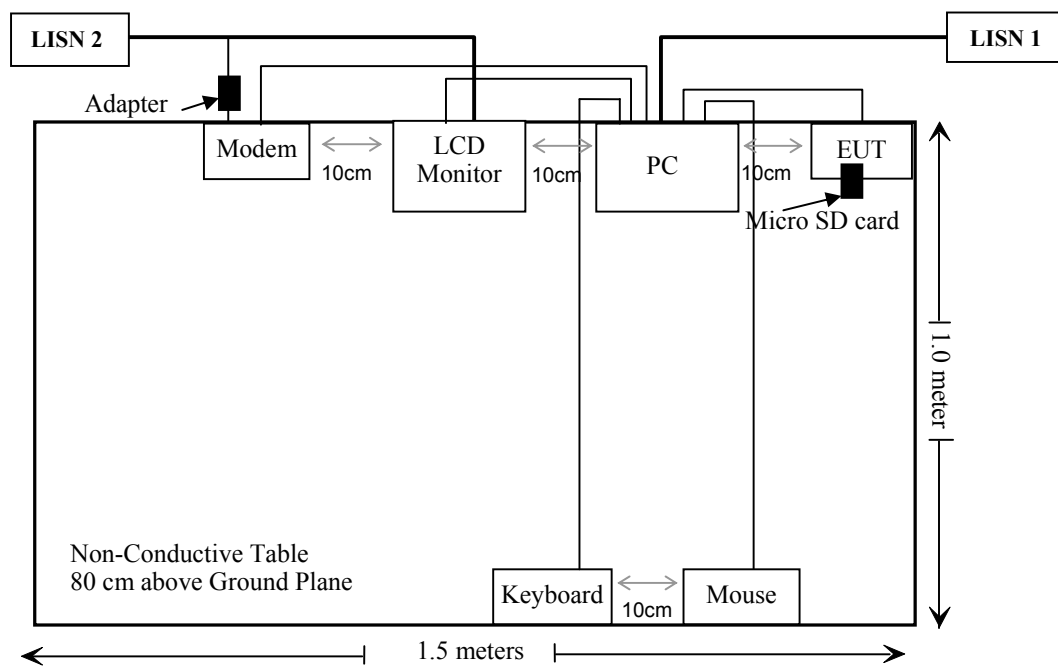 LISN 2
LISN 1
Adapter
Modem
LCD
Monitor
PC
EUT
10cm
10cm
10cm
Micro SD card
1.0 meter
Non-Conductive Table
80 cm above Ground Plane
Keyboard
10cm
Mouse
1.5 meters